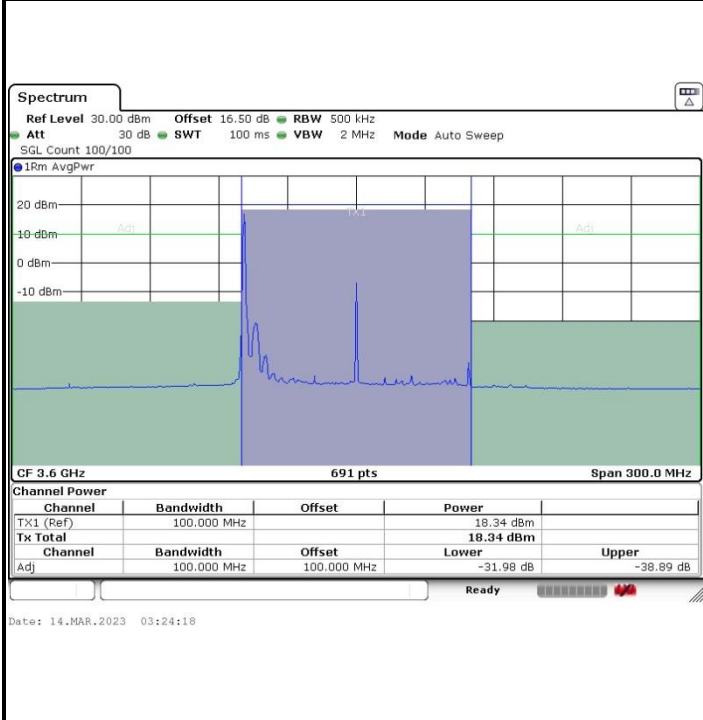 Spectrum
Ref Level 30.00 dBm Offset 16.50 dB RBW 500 kHz
Att 30 dB SWT 100 ms VBW 2 MHz Mode Auto Sweep
SGL Count 100/100
1Rm AvgPwr
TX1
20 dBm
Adj Adj
10 dBm
0 dBm
-10 dBm
CF 3.6 GHz 691 pts Span 300.0 MHz
Channel Power
Channel Bandwidth Offset Power
TX1 (Ref) 100.000 MHz 18.34 dBm
Tx Total 18.34 dBm
Channel Bandwidth Offset Lower Upper
Adj 100.000 MHz 100.000 MHz -31.98 dB -38.89 dB
Ready
Date: 14.MAR.2023 03:24:18